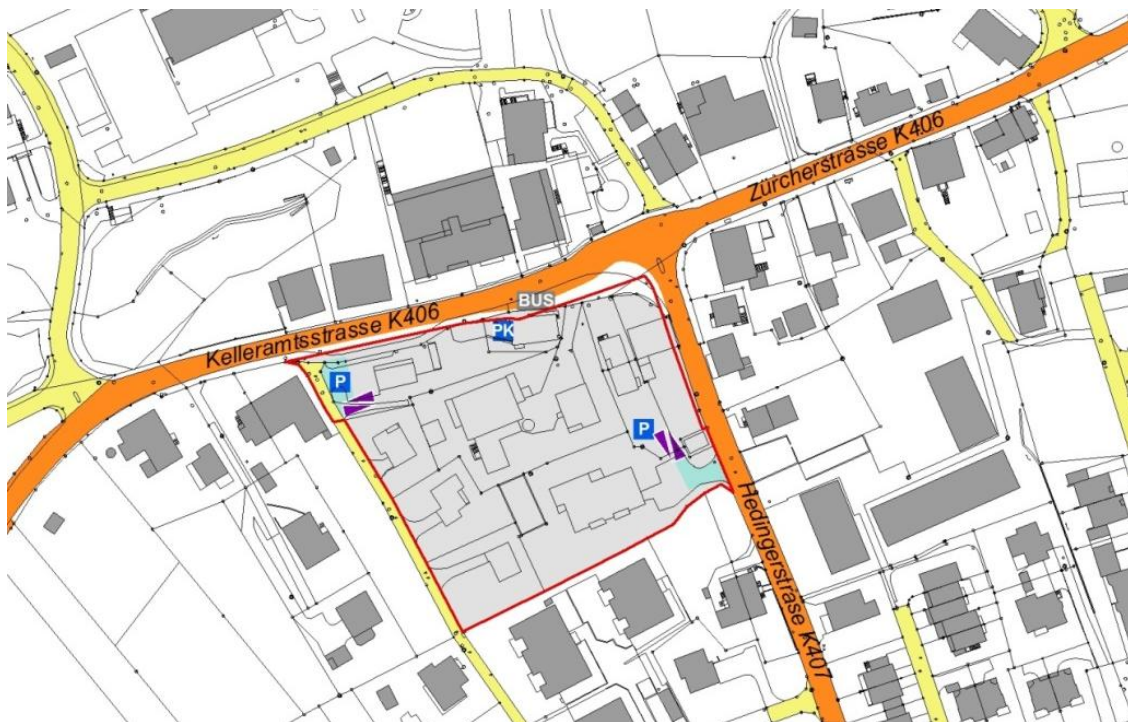 Zürcherstrasse K406
BUS
Kelleramtsstrasse K406
PK
P
P
Hedingerstrasse K407